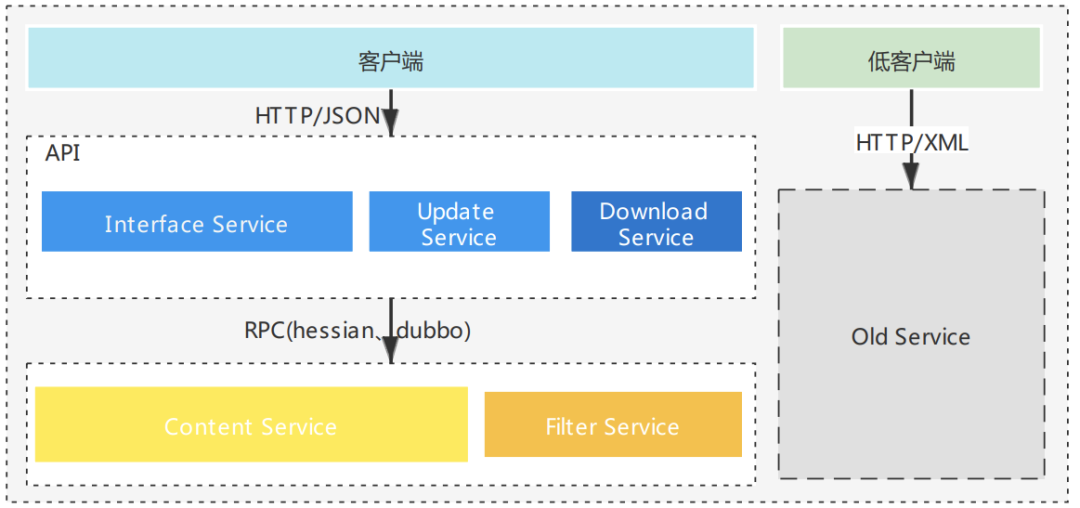 客户端
低客户端
HTTP/JSON
HTTP/XML
API
Interface Service
Update
Service
Download
Service
RPC(hessian、dubbo)
Old Service
Content Service
Filter Service